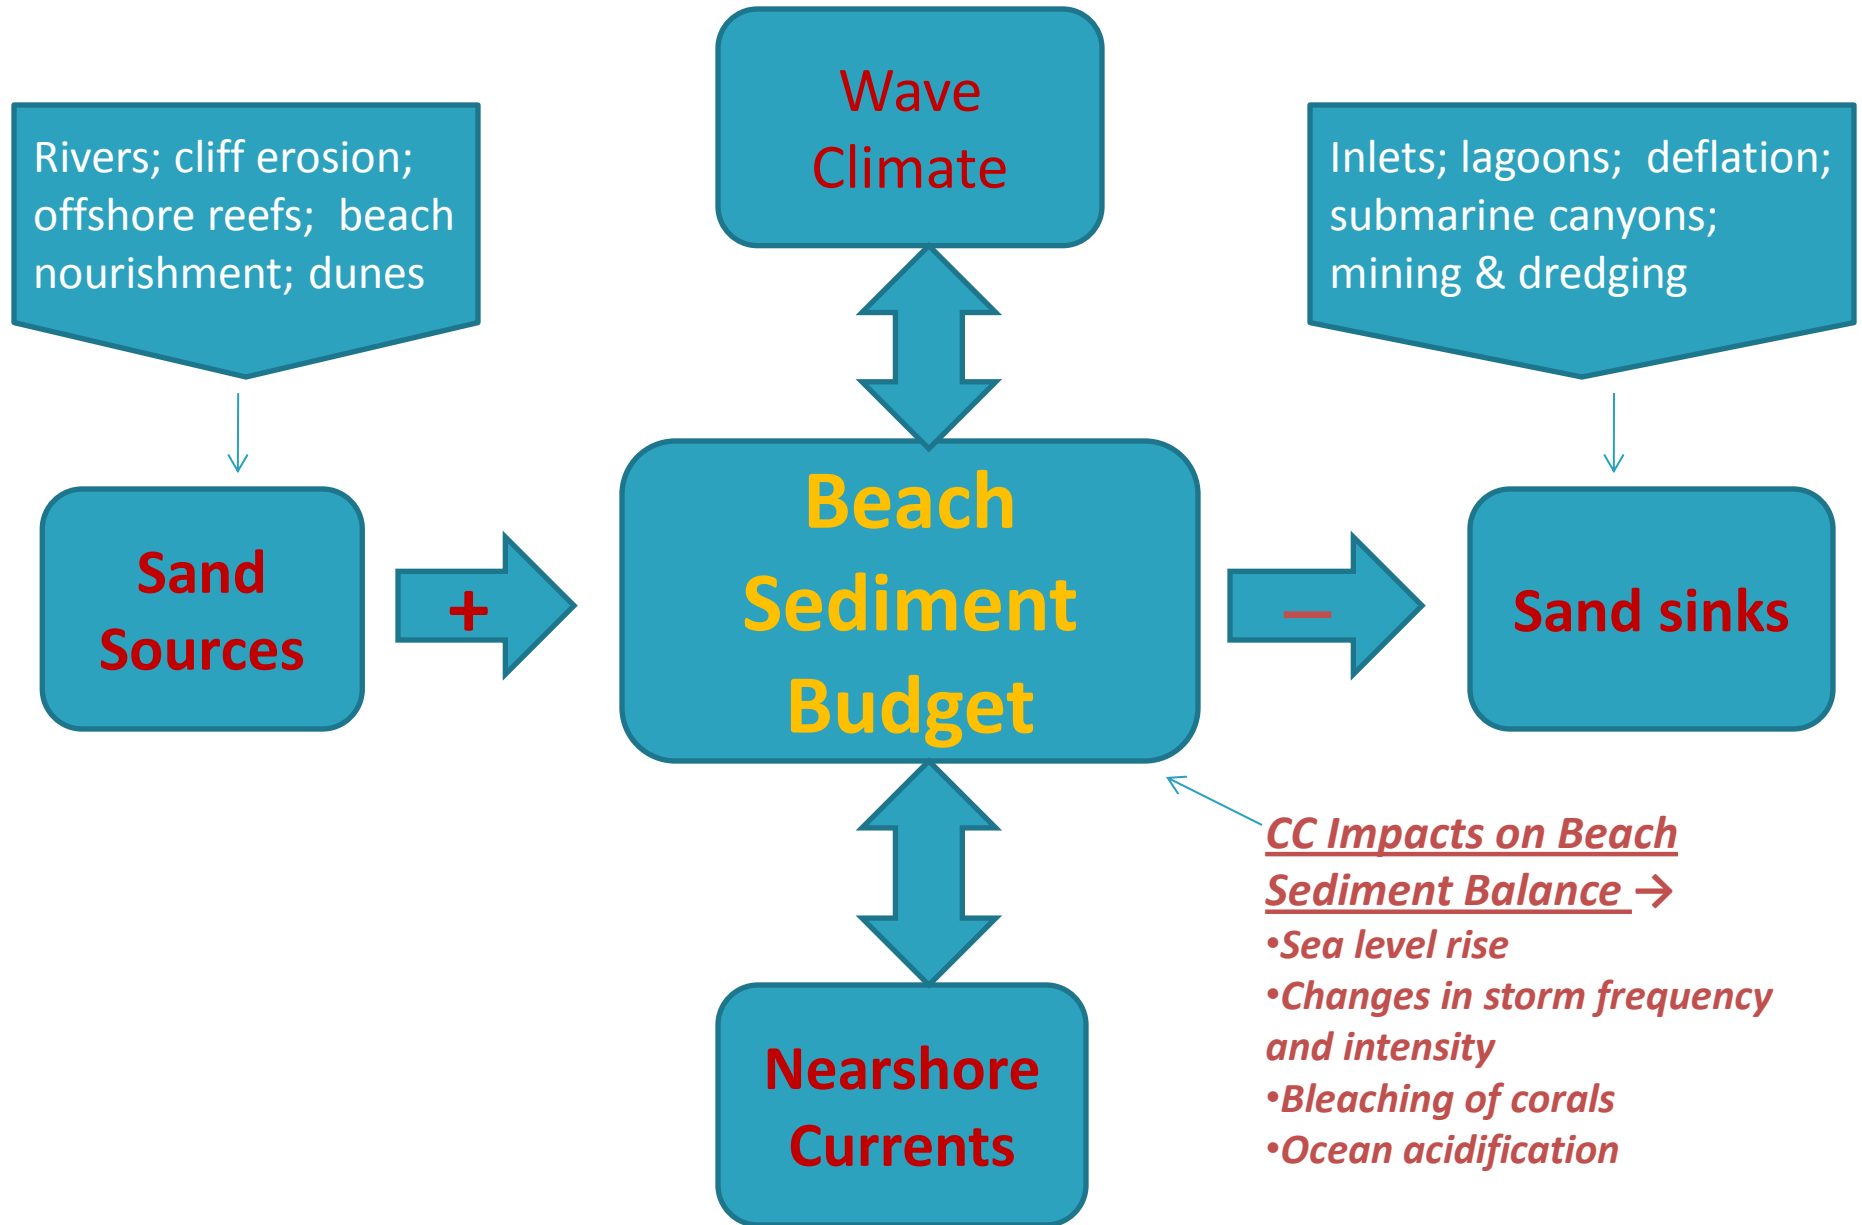 Wave
Climate
Rivers; cliff erosion;
offshore reefs;  beach
nourishment; dunes
Inlets; lagoons;  deflation;
submarine canyons;
mining & dredging
Sand
Sources
+
Beach
Sediment
Budget
—
Sand sinks
Nearshore
Currents
CC Impacts on Beach
Sediment Balance →
•Sea level rise
•Changes in storm frequency
and intensity
•Bleaching of corals
•Ocean acidification